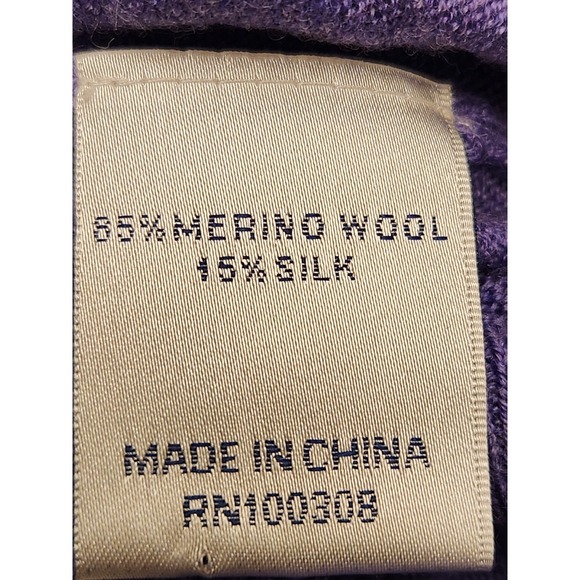 85% MERINO WOOL
15% SILK
MADE IN CHINA
RN100308